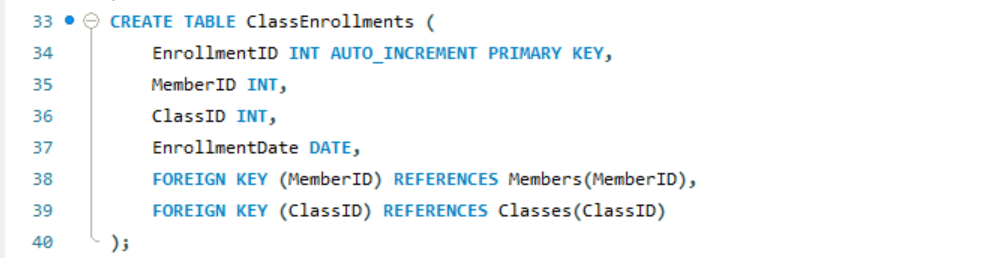 33 CREATE TABLE ClassEnrollments (
34 EnrollmentID INT AUTO_INCREMENT PRIMARY KEY,
35 MemberID INT,
36 ClassID INT,
37 EnrollmentDate DATE,
38 FOREIGN KEY (MemberID) REFERENCES Members(MemberID),
39 FOREIGN KEY (ClassID) REFERENCES Classes(ClassID)
40 );